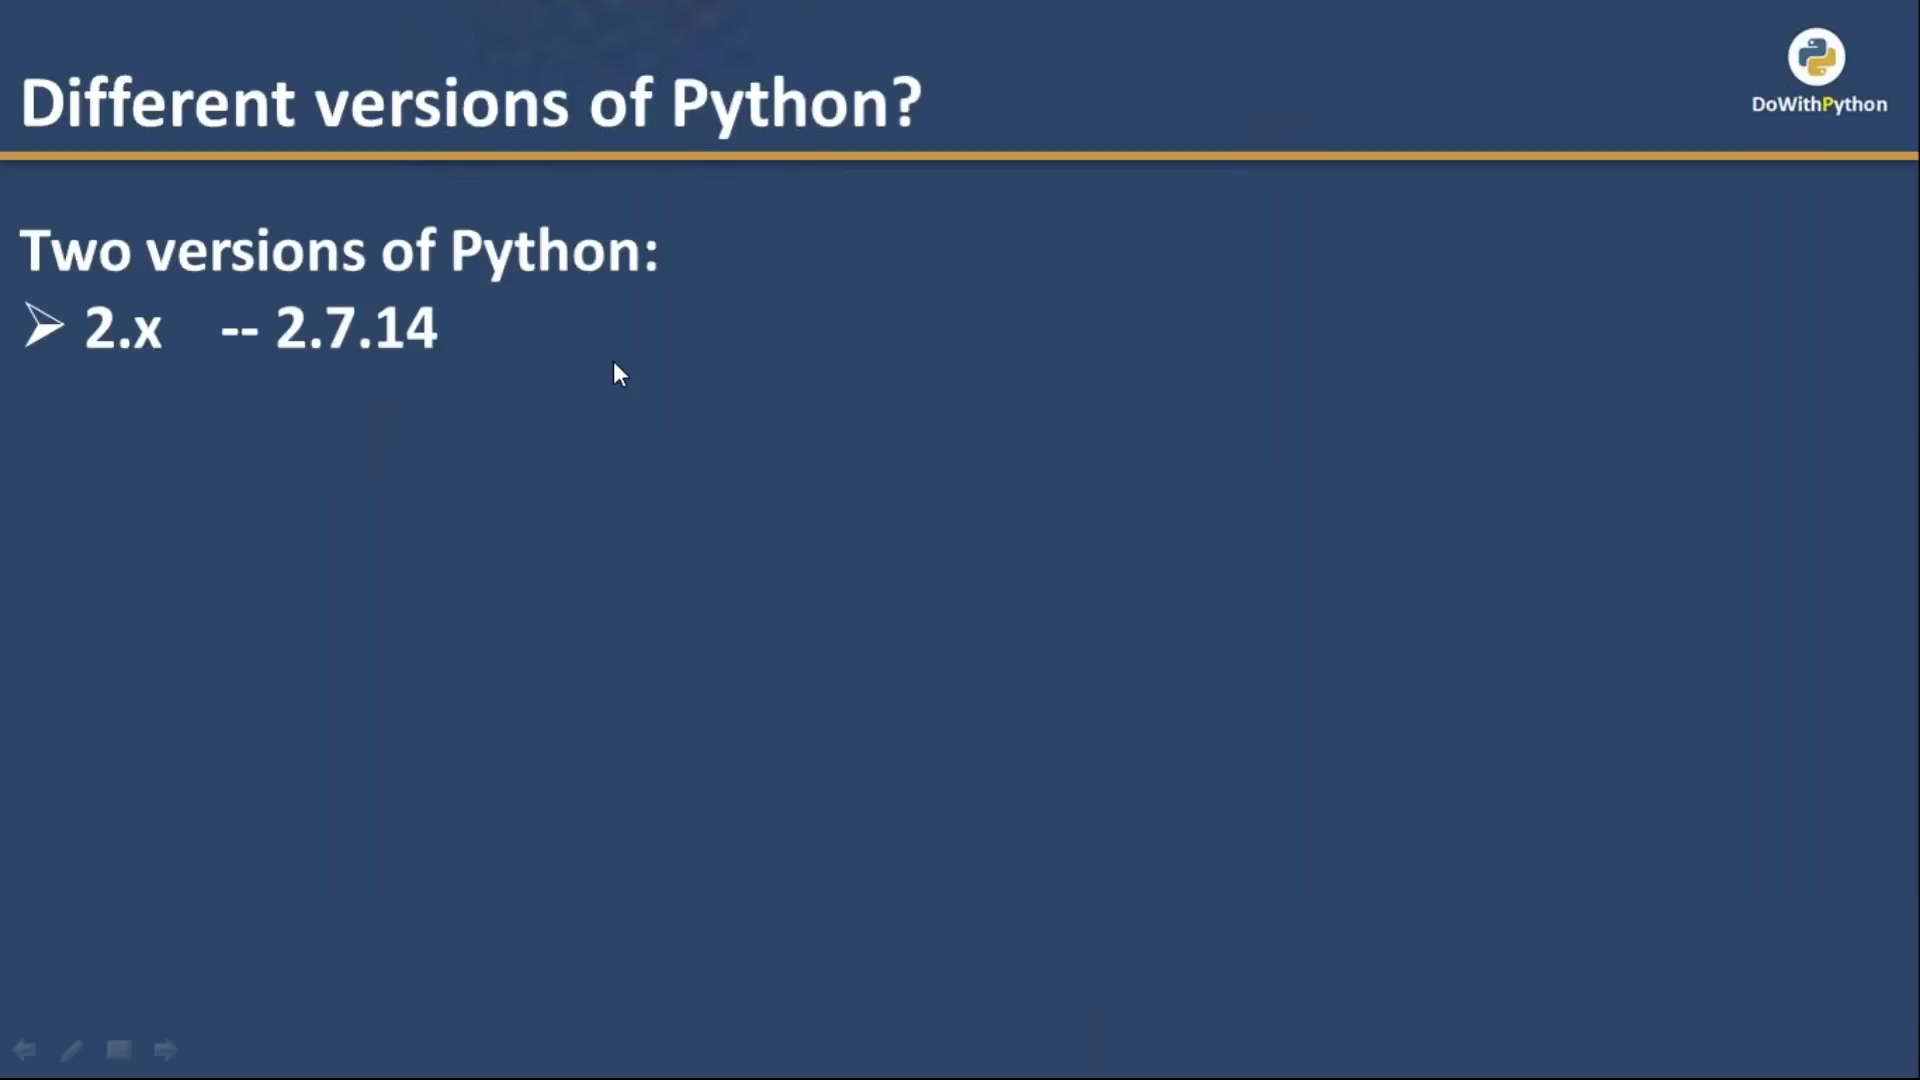 Different versions of Python?
DoWithPython
Two versions of Python:
2.x -- 2.7.14